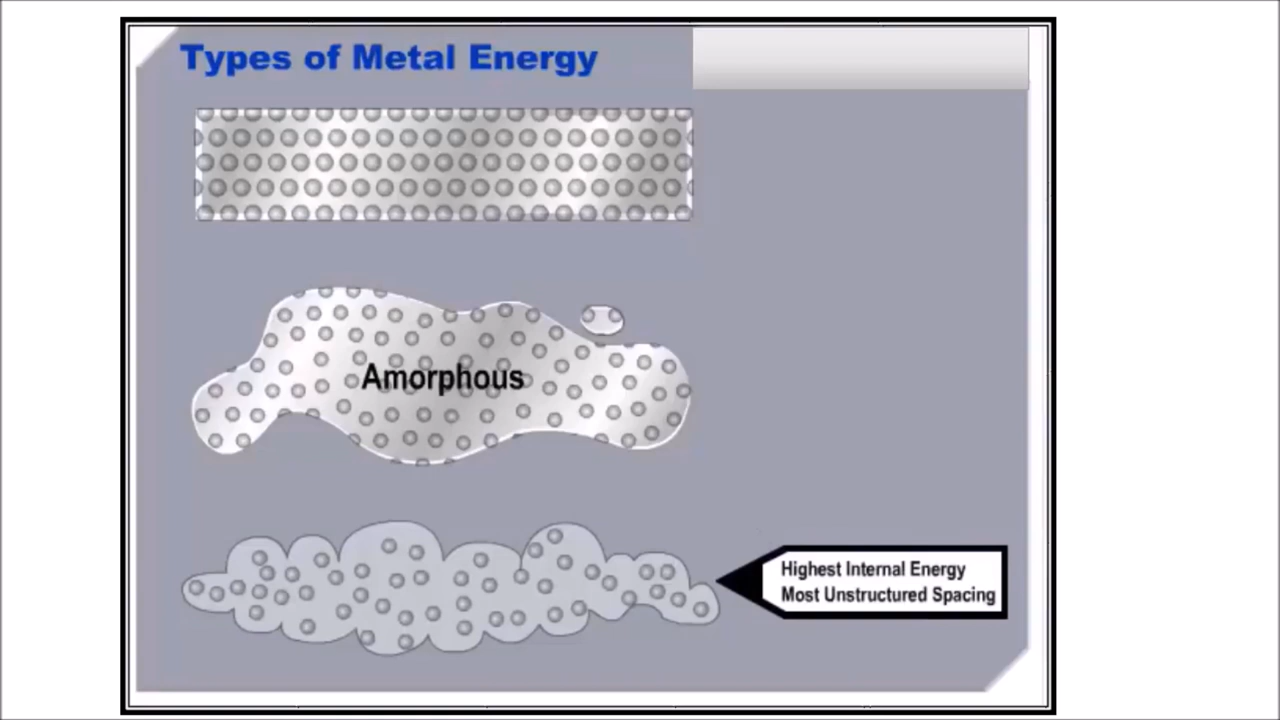 Types of Metal Energy
Amorphous
Highest Internal Energy
Most Unstructured Spacing